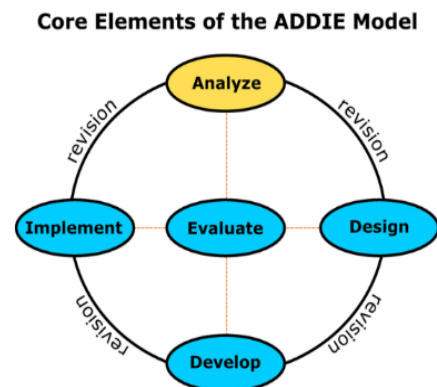 Core Elements of the ADDIE Model
Analyze
revision
revision
Implement
Evaluate
Design
revision
revision
Develop